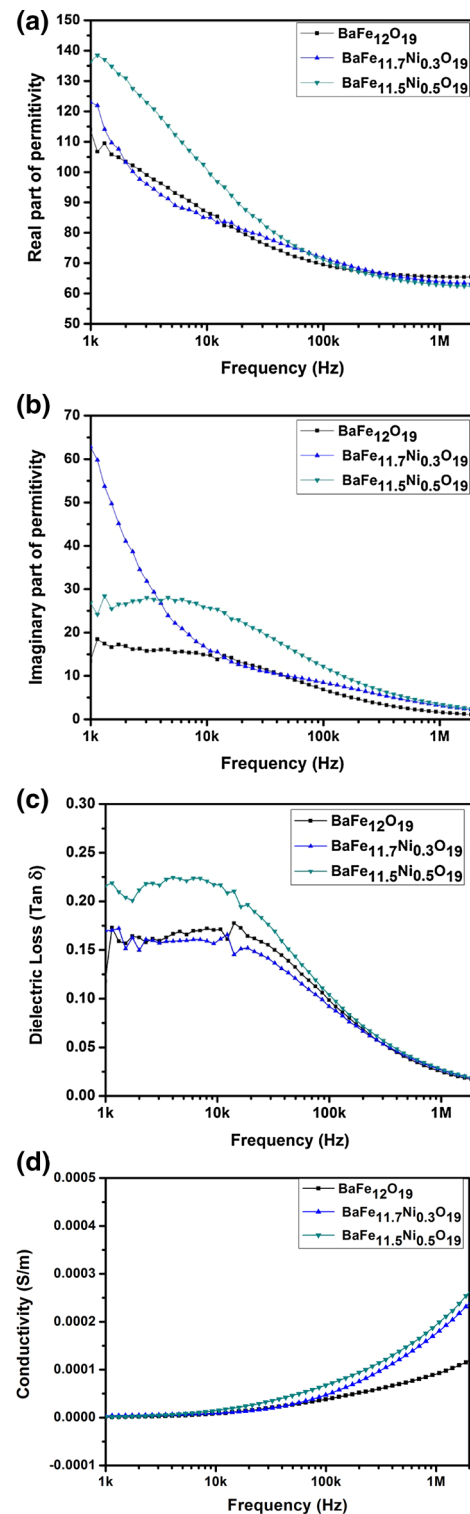 (a)
BaFe12O19
BaFe11.7Ni0.3O19
BaFe11.5Ni0.5O19
Real part of permitivity
150
140
130
120
110
100
90
80
70
60
50
1k 10k 100k 1M
Frequency (Hz)
(b)
BaFe12O19
BaFe11.7Ni0.3O19
BaFe11.5Ni0.5O19
Imaginary part of permitivity
70
60
50
40
30
20
10
0
1k 10k 100k 1M
Frequency (Hz)
(c)
BaFe12O19
BaFe11.7Ni0.3O19
BaFe11.5Ni0.5O19
Dielectric Loss (Tan δ)
0.30
0.25
0.20
0.15
0.10
0.05
0.00
1k 10k 100k 1M
Frequency (Hz)
(d)
BaFe12O19
BaFe11.7Ni0.3O19
BaFe11.5Ni0.5O19
Conductivity (S/m)
0.0005
0.0004
0.0003
0.0002
0.0001
0.0000
-0.0001
1k 10k 100k 1M
Frequency (Hz)